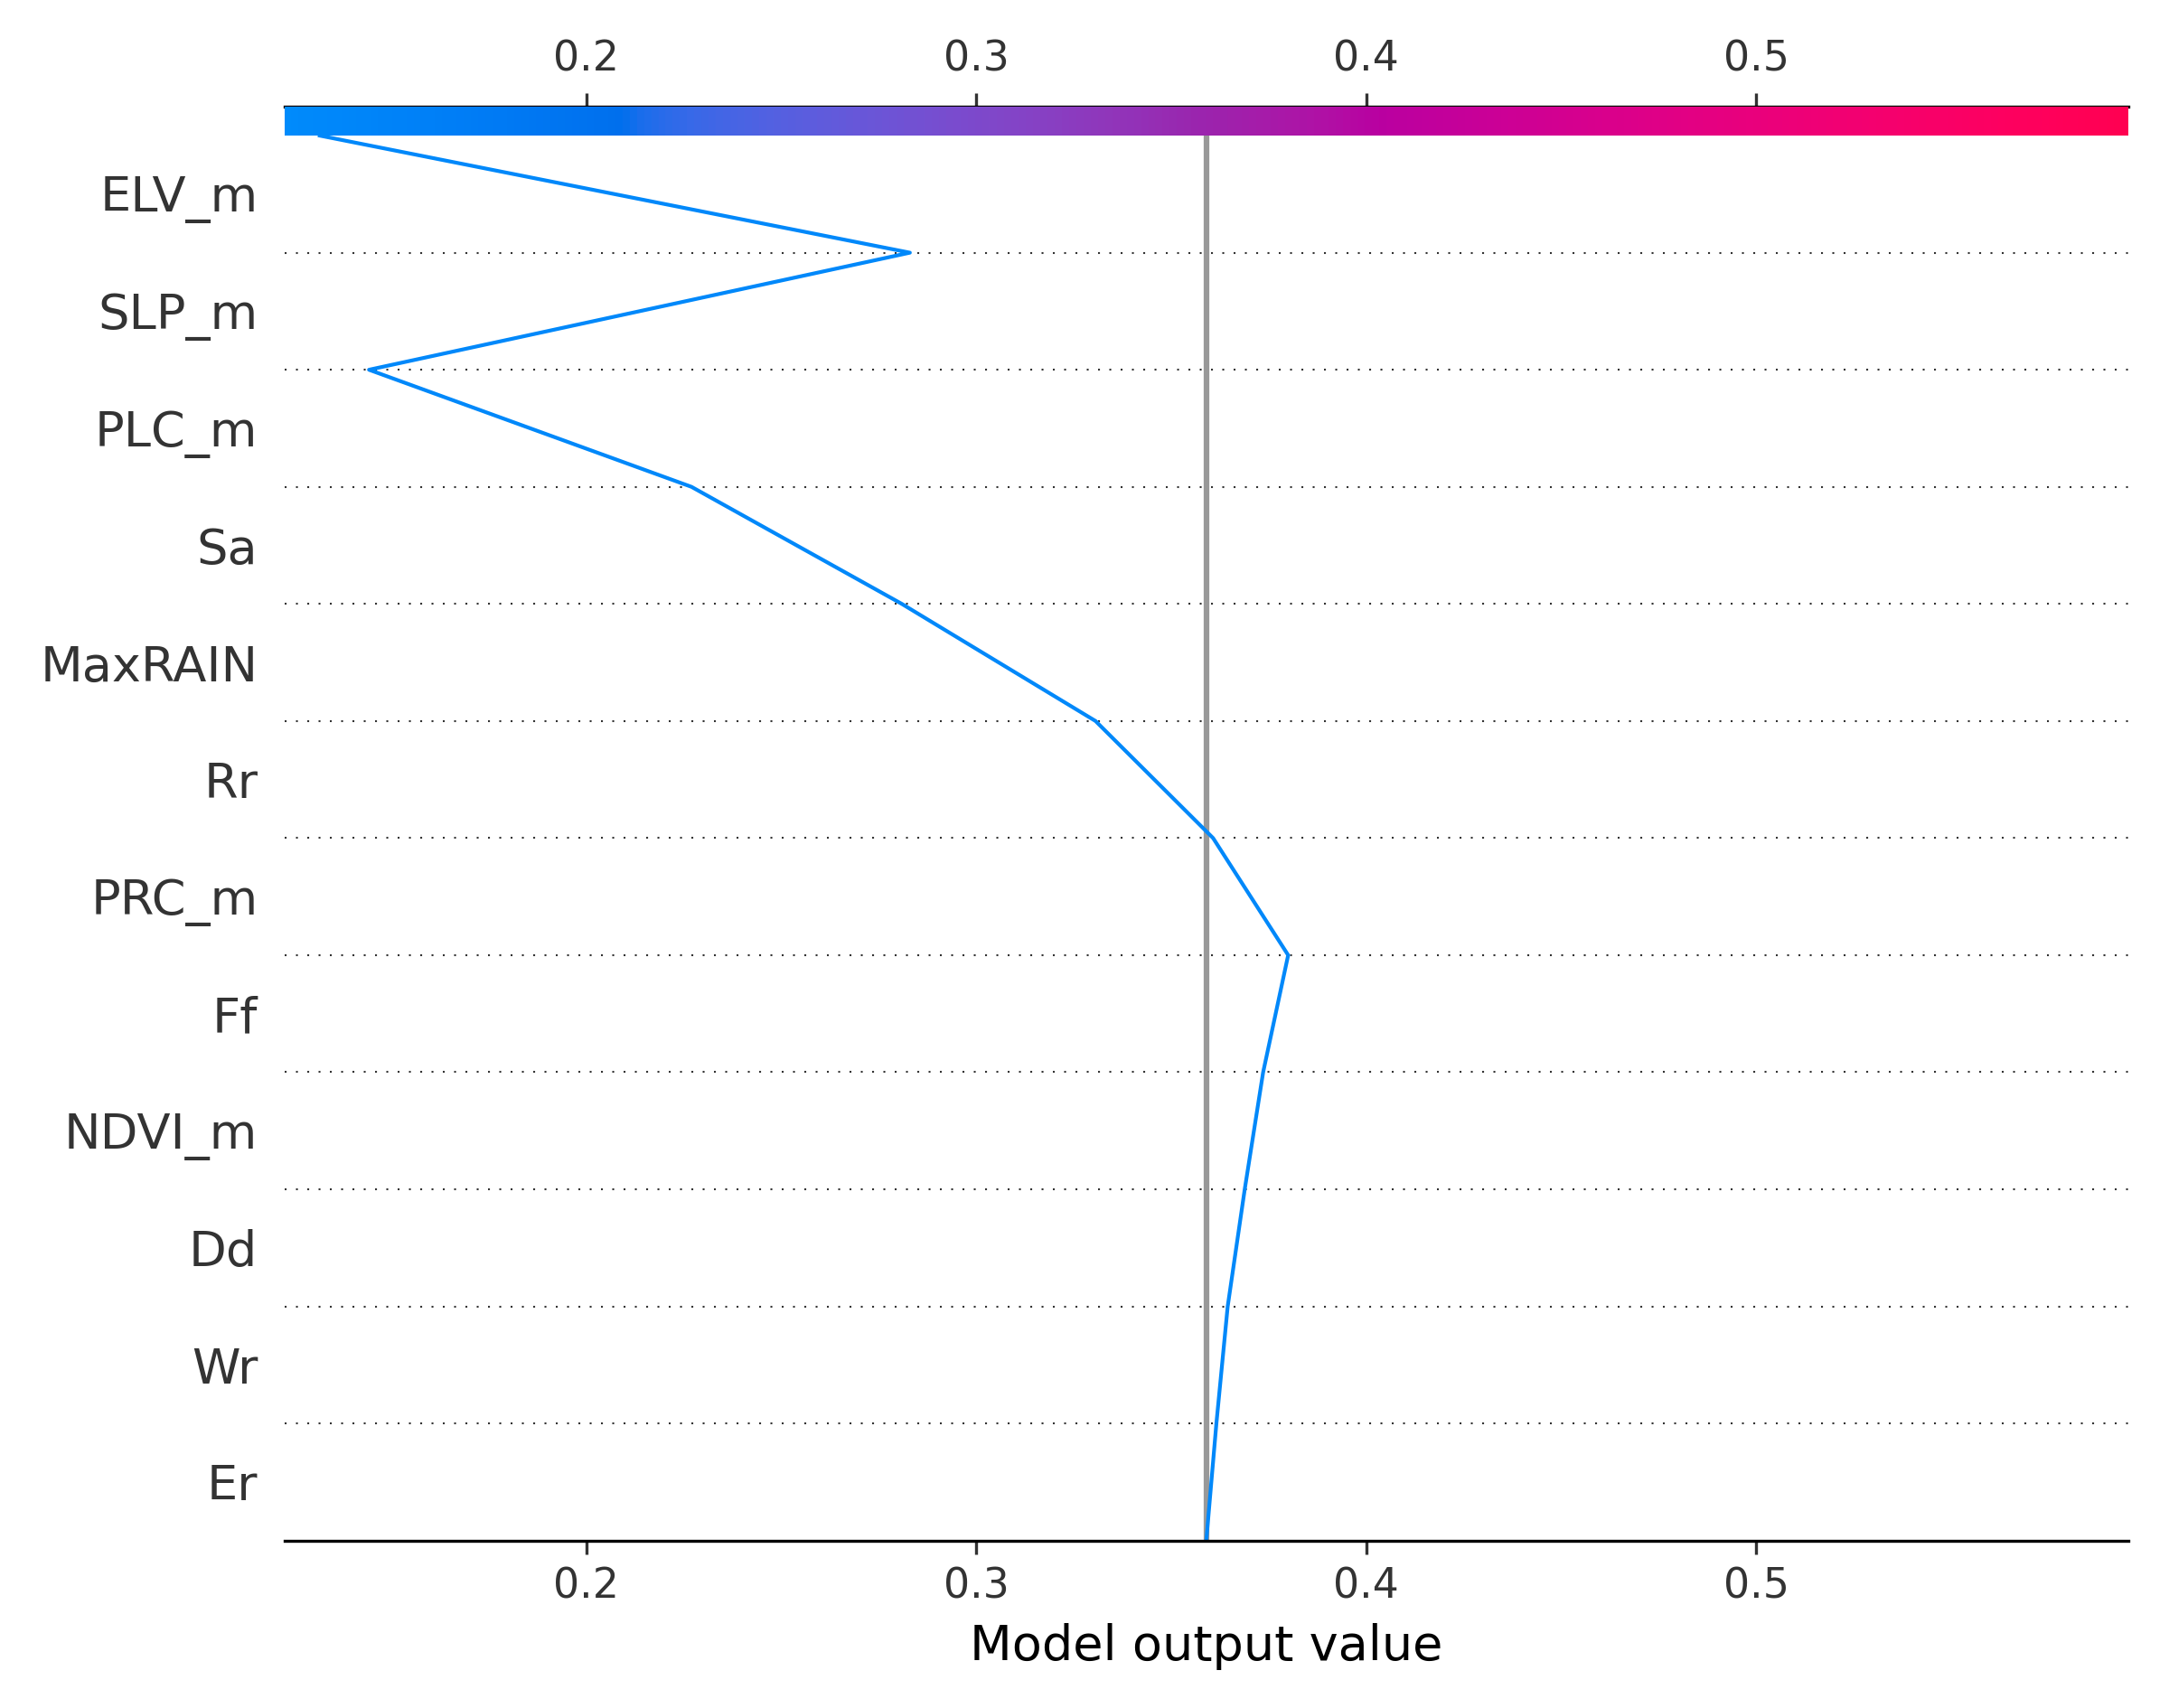 0.2 0.3 0.4 0.5
ELV_m
SLP_m
PLC_m
Sa
MaxRAIN
Rr
PRC_m
Ff
NDVI_m
Dd
Wr
Er
0.2 0.3 0.4 0.5
Model output value